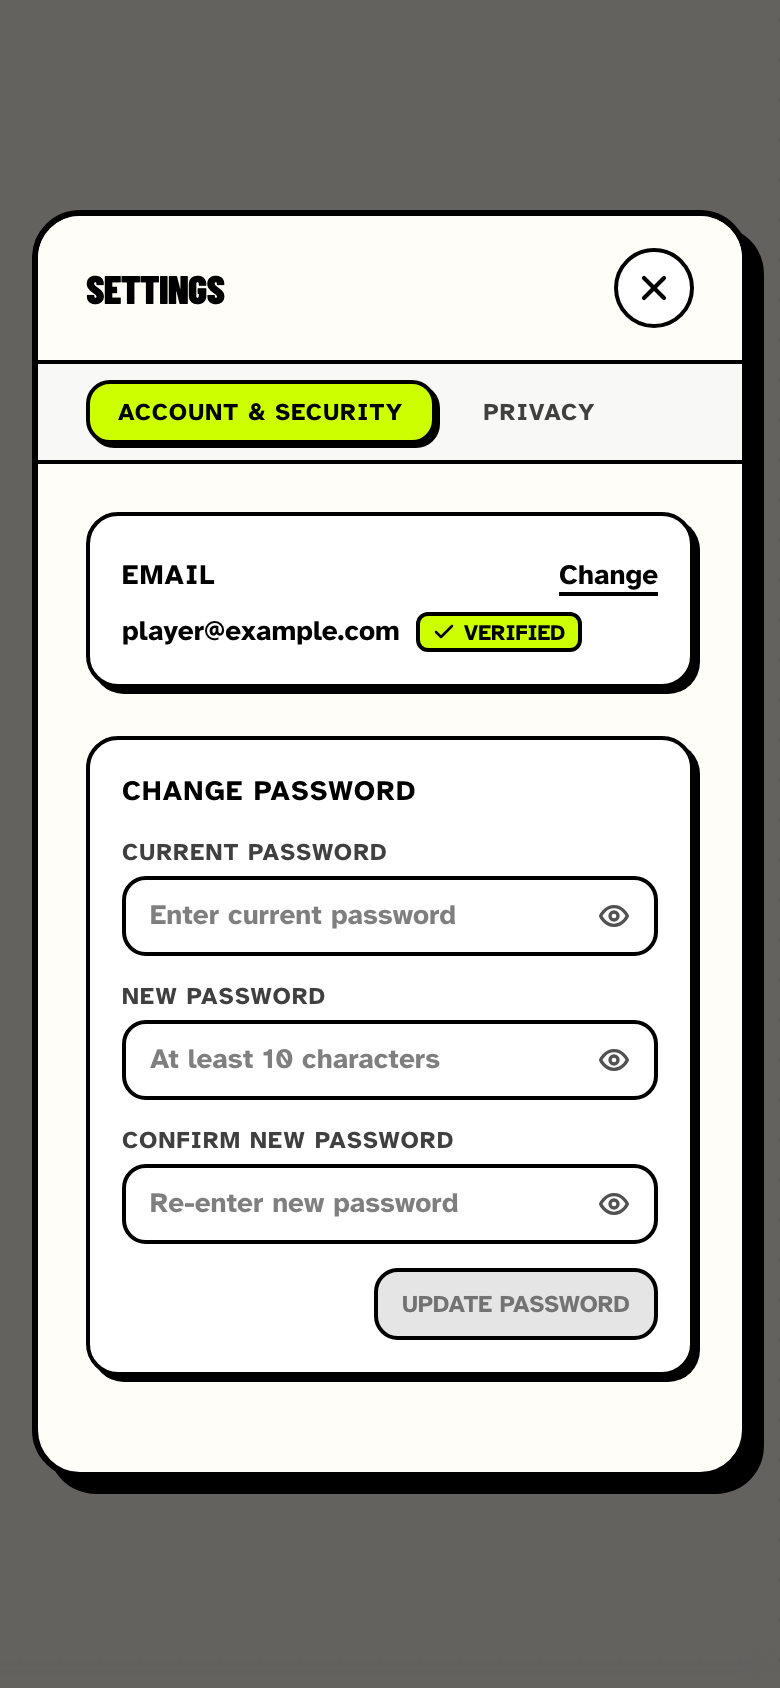 SETTINGS
ACCOUNT & SECURITY PRIVACY
EMAIL Change
player@example.com VERIFIED
CHANGE PASSWORD
CURRENT PASSWORD
Enter current password
NEW PASSWORD
At least 10 characters
CONFIRM NEW PASSWORD
Re-enter new password
UPDATE PASSWORD